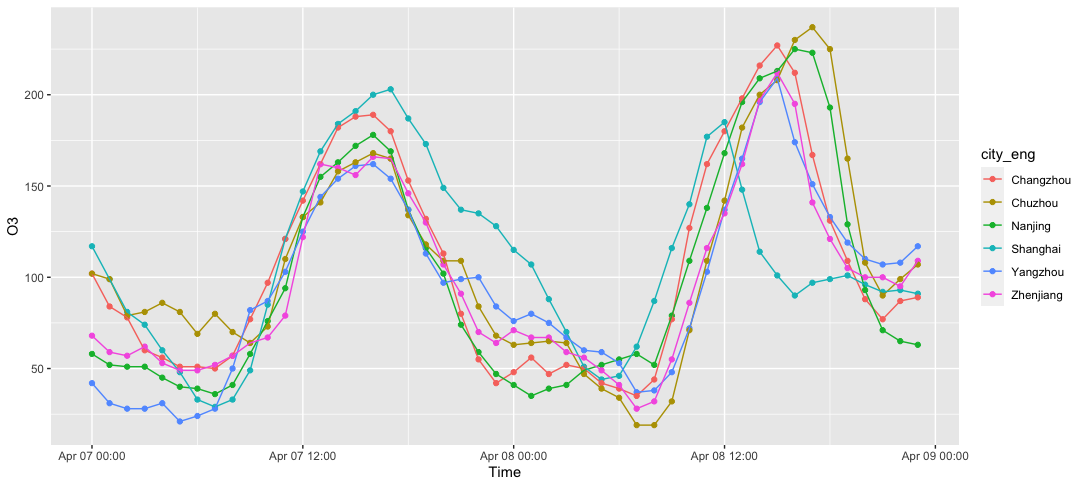 O3
200
150
100
50
Apr 07 00:00
Apr 07 12:00
Apr 08 00:00
Apr 08 12:00
Apr 09 00:00
Time
city_eng
Changzhou
Chuzhou
Nanjing
Shanghai
Yangzhou
Zhenjiang